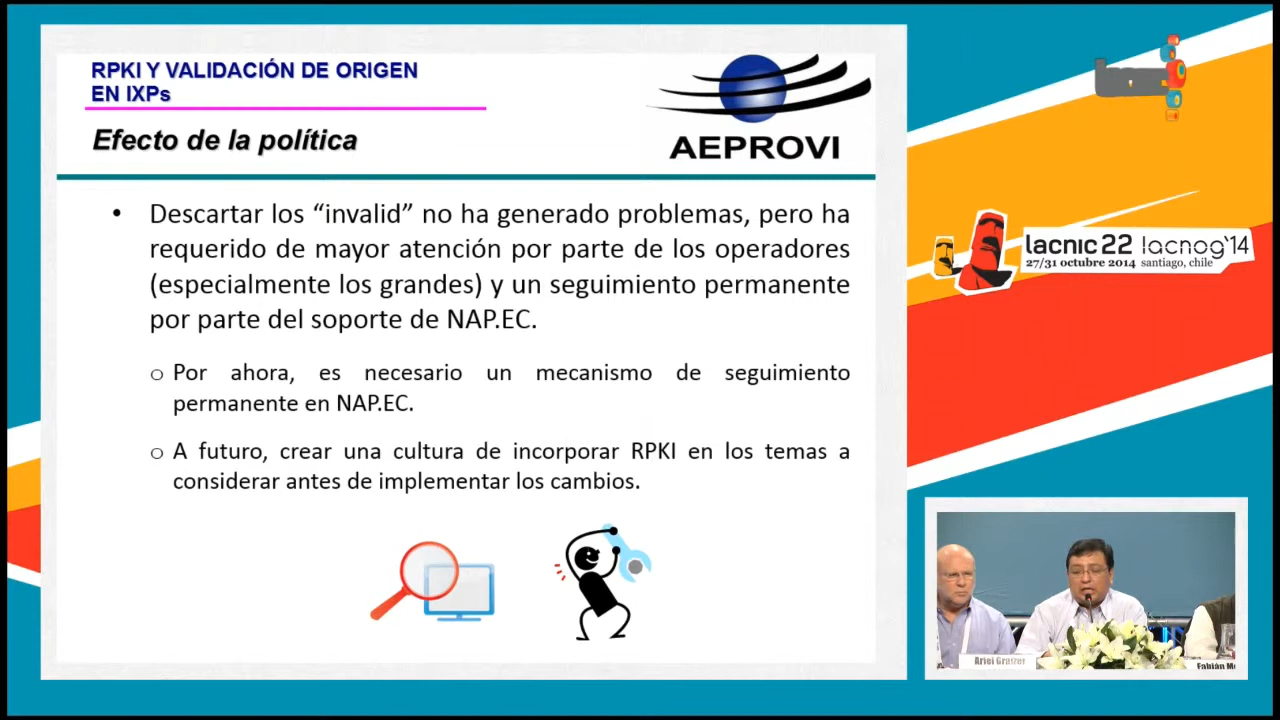 RPKI Y VALIDACIÓN DE ORIGEN
EN IXPs
Efecto de la política
AEPROVI
• Descartar los “invalid” no ha generado problemas, pero ha
requerido de mayor atención por parte de los operadores
(especialmente los grandes) y un seguimiento permanente
por parte del soporte de NAP.EC.
o Por ahora, es necesario un mecanismo de seguimiento
permanente en NAP.EC.
o A futuro, crear una cultura de incorporar RPKI en los temas a
considerar antes de implementar los cambios.
lacnic 22 lacnog'14
27/31 octubre 2014 santiago, chile
Ariel Graizer
Fabián